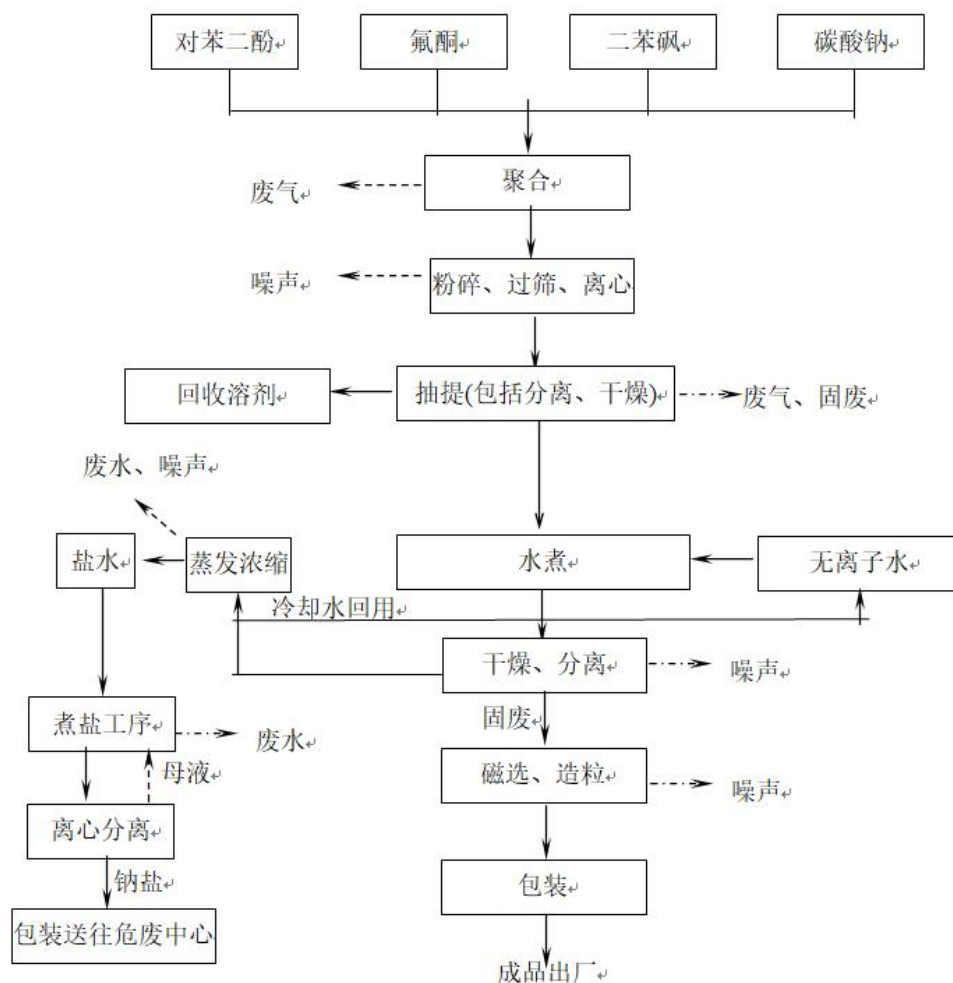 对苯二酚
氟酮
二苯砜
碳酸钠
聚合
废气
噪声
粉碎、过筛、离心
回收溶剂
抽提(包括分离、干燥)
废气、固废
废水、噪声
盐水
蒸发浓缩
水煮
无离子水
冷却水回用
干燥、分离
噪声
固废
煮盐工序
废水
磁选、造粒
噪声
母液
离心分离
钠盐
包装
包装送往危废中心
成品出厂